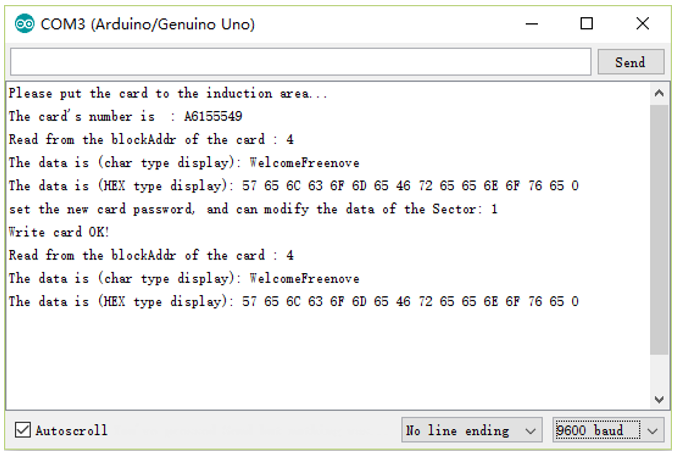 COM3 (Arduino/Genuino Uno)
Send
Please put the card to the induction area...
The card's number is  : A6155549
Read from the blockAddr of the card : 4
The data is (char type display): WelcomeFreenove
The data is (HEX type display): 57 65 6C 63 6F 6D 65 46 72 65 65 6E 6F 76 65 0
set the new card password, and can modify the data of the Sector: 1
Write card OK!
Read from the blockAddr of the card : 4
The data is (char type display): WelcomeFreenove
The data is (HEX type display): 57 65 6C 63 6F 6D 65 46 72 65 65 6E 6F 76 65 0
Autoscroll
No line ending
9600 baud